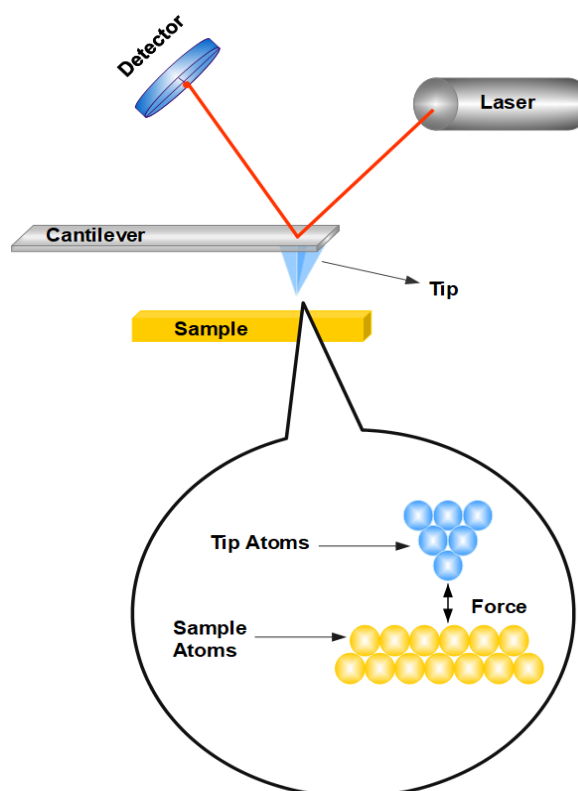 Detector
Laser
Cantilever
Tip
Sample
Tip Atoms
Force
Sample
Atoms